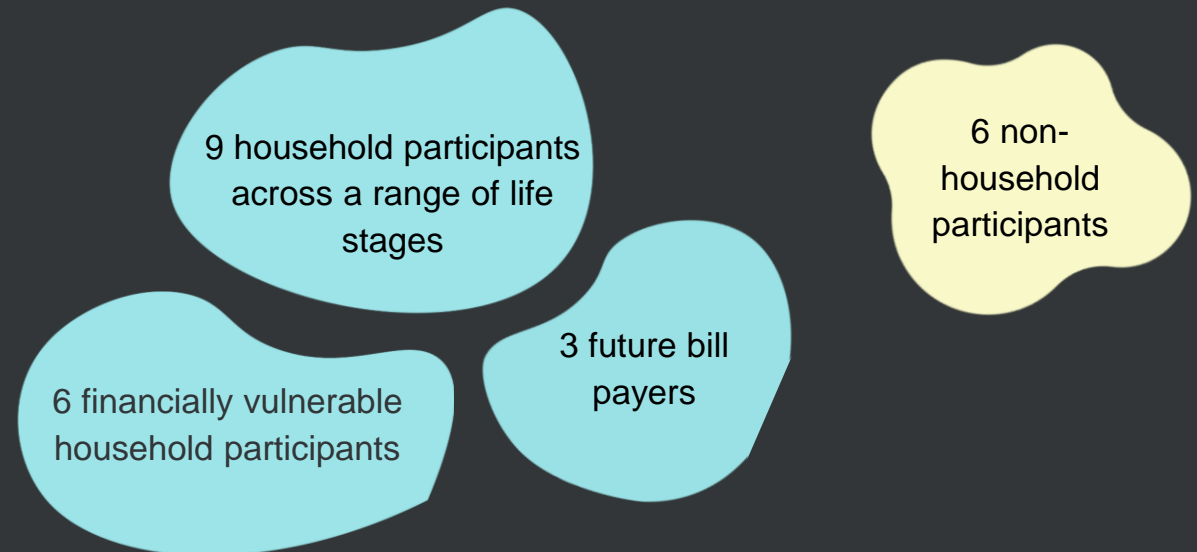 9 household participants
across a range of life
stages
6 non-
household
participants
3 future bill
payers
6 financially vulnerable
household participants